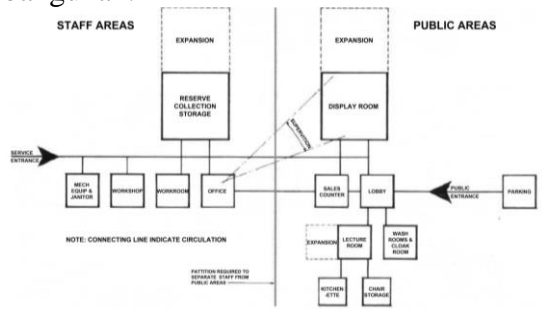 STAFF AREAS
PUBLIC AREAS
EXPANSION
EXPANSION
RESERVE
COLLECTION
STORAGE
DISPLAY ROOM
SUPERVISION
SERVICE
ENTRANCE
MECH
EQUIP &
JANITOR
WORKSHOP
WORKROOM
OFFICE
SALES
COUNTER
LOBBY
PUBLIC
ENTRANCE
PARKING
NOTE: CONNECTING LINE INDICATE CIRCULATION
EXPANSION
LECTURE
ROOM
WASH
ROOMS &
CLOAK
ROOM
PATTITION REQUIRED TO
SEPARATE STAFF FROM
PUBLIC AREAS
KITCHEN
-ETTE
CHAIR
STORAGE